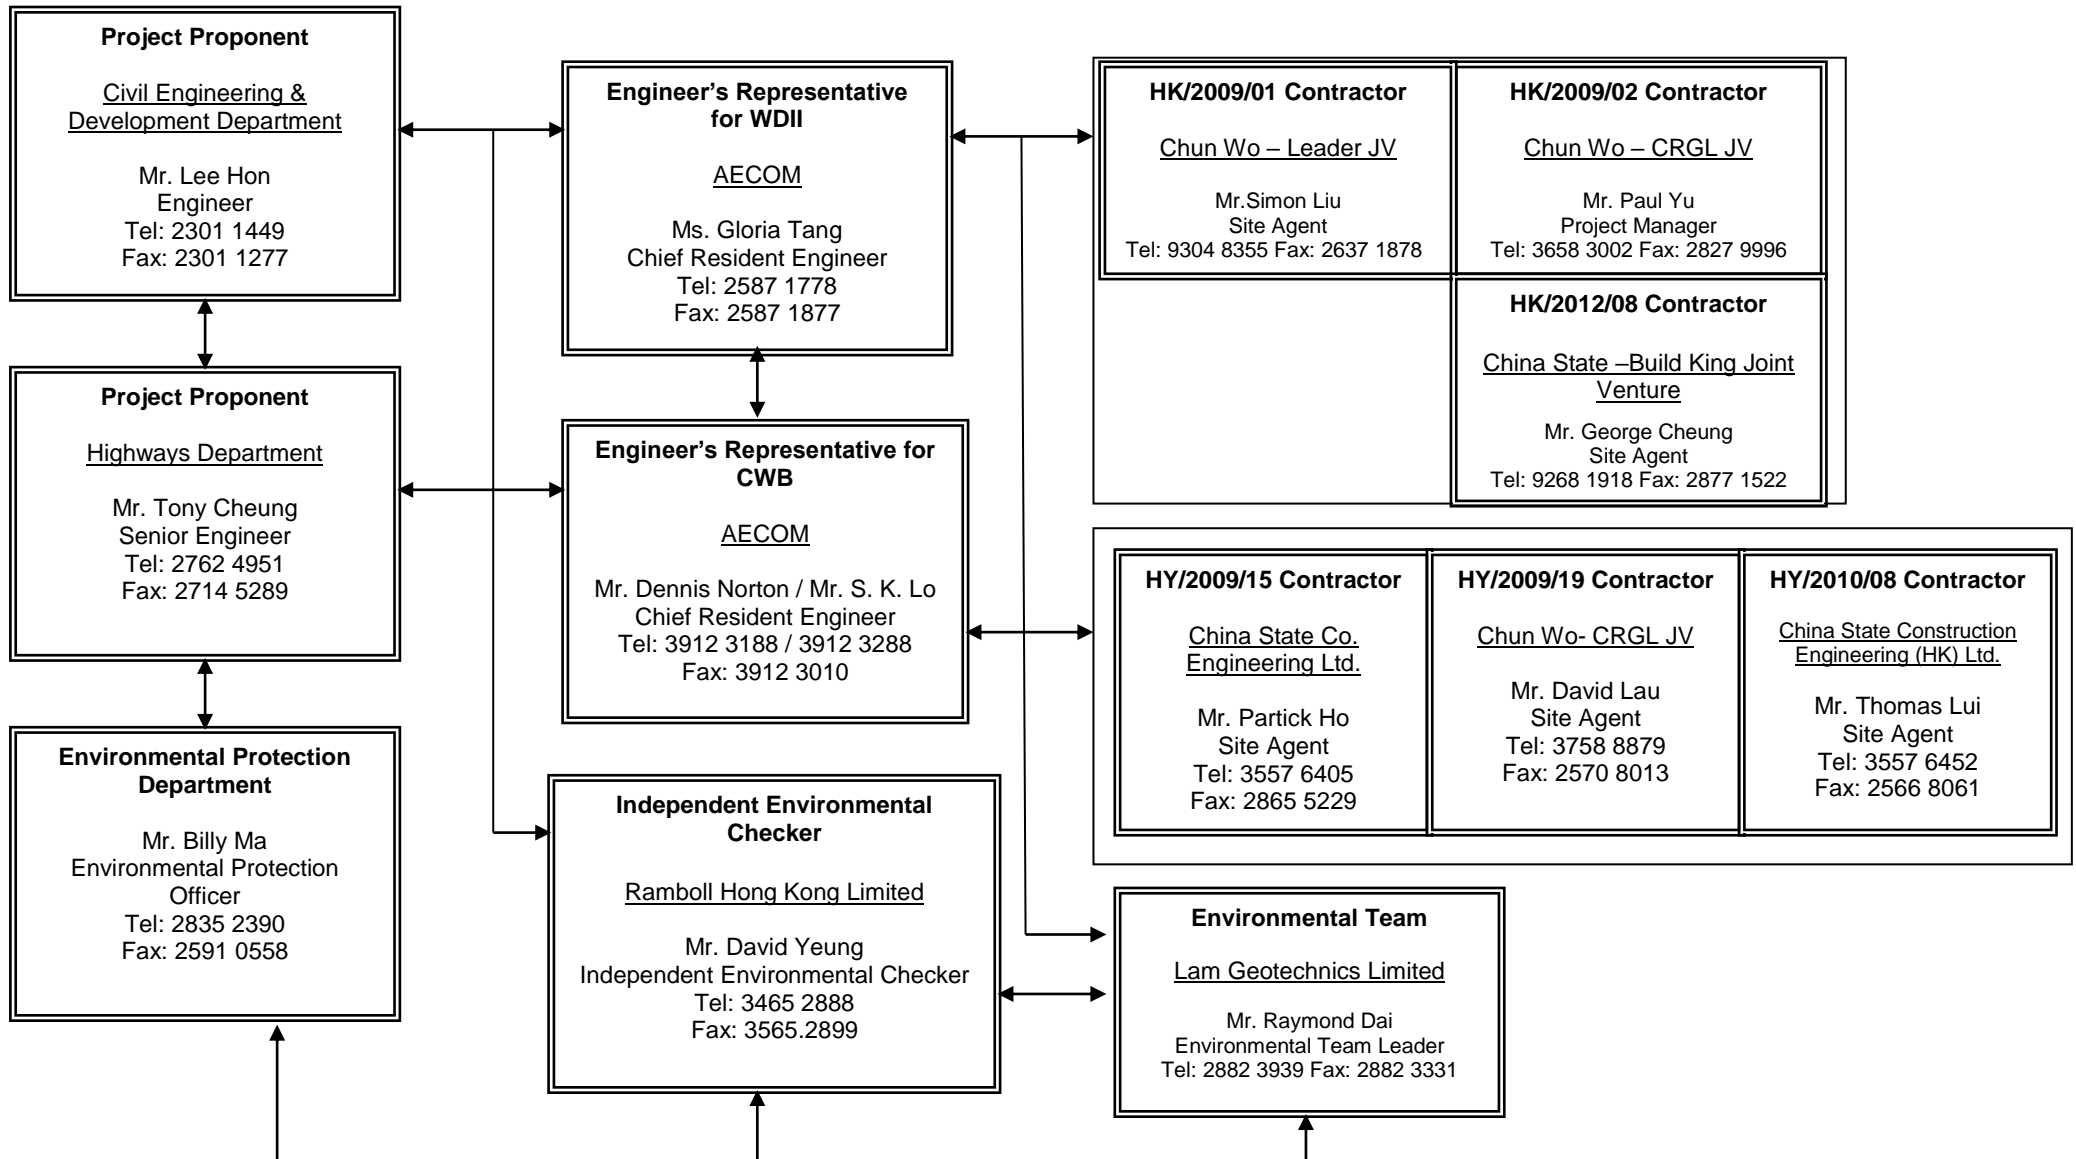 Project Proponent
Civil Engineering &
Development Department
Mr. Lee Hon
Engineer
Tel: 2301 1449
Fax: 2301 1277
Project Proponent
Highways Department
Mr. Tony Cheung
Senior Engineer
Tel: 2762 4951
Fax: 2714 5289
Environmental Protection
Department
Mr. Billy Ma
Environmental Protection
Officer
Tel: 2835 2390
Fax: 2591 0558
Engineer's Representative
for WDII
AECOM
Ms. Gloria Tang
Chief Resident Engineer
Tel: 2587 1778
Fax: 2587 1877
Engineer's Representative for
CWB
AECOM
Mr. Dennis Norton / Mr. S. K. Lo
Chief Resident Engineer
Tel: 3912 3188 / 3912 3288
Fax: 3912 3010
Independent Environmental
Checker
Ramboll Hong Kong Limited
Mr. David Yeung
Independent Environmental Checker
Tel: 3465 2888
Fax: 3565.2899
HK/2009/01 Contractor
Chun Wo – Leader JV
Mr.Simon Liu
Site Agent
Tel: 9304 8355 Fax: 2637 1878
HK/2009/02 Contractor
Chun Wo – CRGL JV
Mr. Paul Yu
Project Manager
Tel: 3658 3002 Fax: 2827 9996
HK/2012/08 Contractor
China State –Build King Joint
Venture
Mr. George Cheung
Site Agent
Tel: 9268 1918 Fax: 2877 1522
HY/2009/15 Contractor
China State Co.
Engineering Ltd.
Mr. Partick Ho
Site Agent
Tel: 3557 6405
Fax: 2865 5229
HY/2009/19 Contractor
Chun Wo- CRGL JV
Mr. David Lau
Site Agent
Tel: 3758 8879
Fax: 2570 8013
HY/2010/08 Contractor
China State Construction
Engineering (HK) Ltd.
Mr. Thomas Lui
Site Agent
Tel: 3557 6452
Fax: 2566 8061
Environmental Team
Lam Geotechnics Limited
Mr. Raymond Dai
Environmental Team Leader
Tel: 2882 3939 Fax: 2882 3331